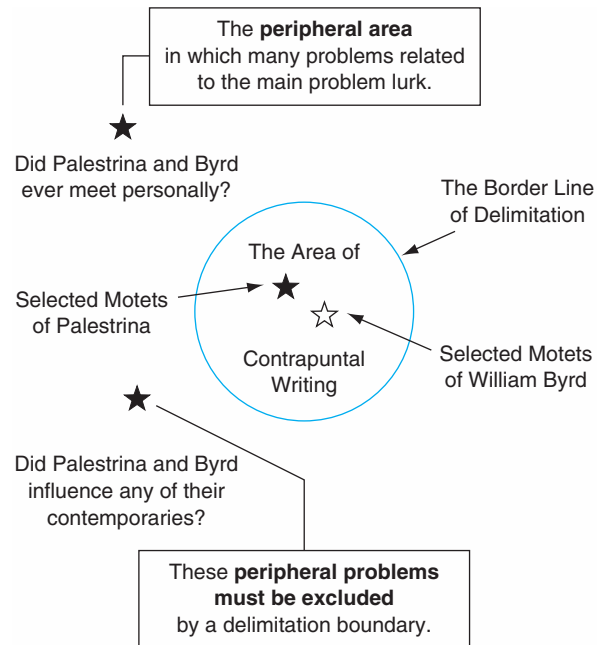 The peripheral area
in which many problems related
to the main problem lurk.
Did Palestrina and Byrd
ever meet personally?
The Border Line
of Delimitation
The Area of
Selected Motets
of Palestrina
Contrapuntal
Writing
Selected Motets
of William Byrd
Did Palestrina and Byrd
influence any of their
contemporaries?
These peripheral problems
must be excluded
by a delimitation boundary.